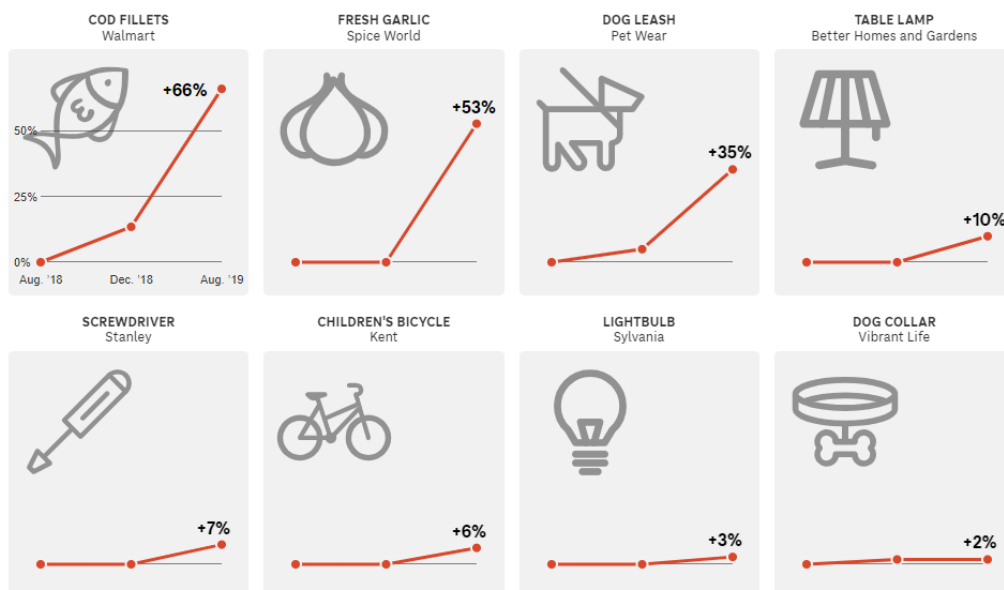 COD FILLETS
Walmart
FRESH GARLIC
Spice World
DOG LEASH
Pet Wear
TABLE LAMP
Better Homes and Gardens
+66%
50%
25%
0%
Aug. '18 Dec. '18 Aug. '19
+53%
+35%
+10%
SCREWDRIVER
Stanley
CHILDREN'S BICYCLE
Kent
LIGHTBULB
Sylvania
DOG COLLAR
Vibrant Life
+7%
+6%
+3%
+2%